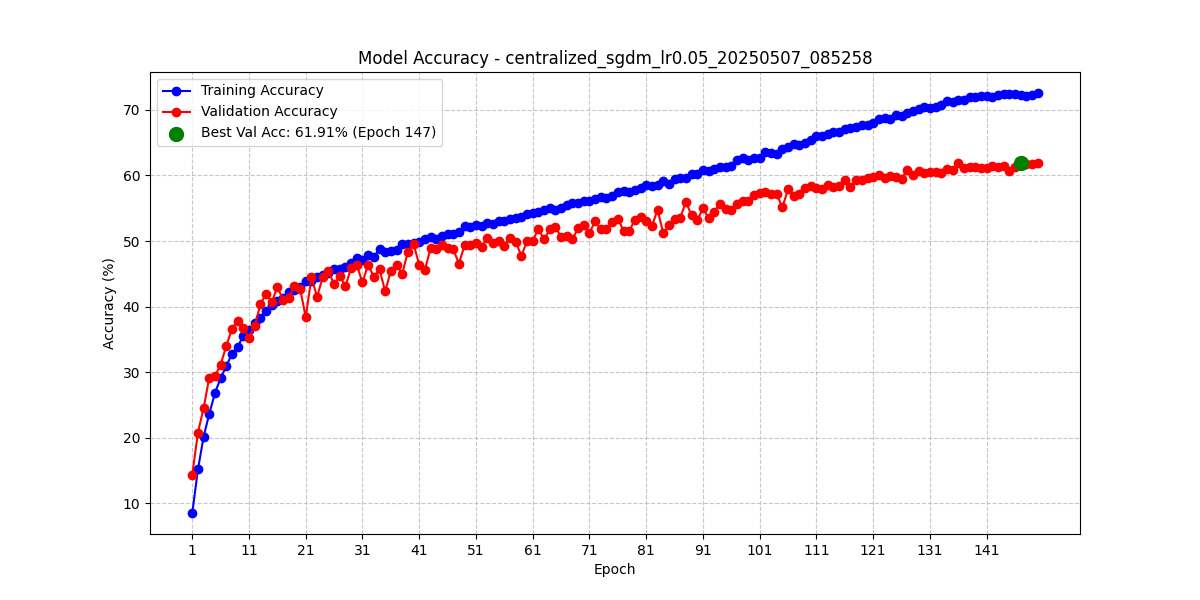 Model Accuracy - centralized_sgdm_lr0.05_20250507_085258
Training Accuracy
Validation Accuracy
Best Val Acc: 61.91% (Epoch 147)
Accuracy (%)
70
60
50
40
30
20
10
1 11 21 31 41 51 61 71 81 91 101 111 121 131 141
Epoch